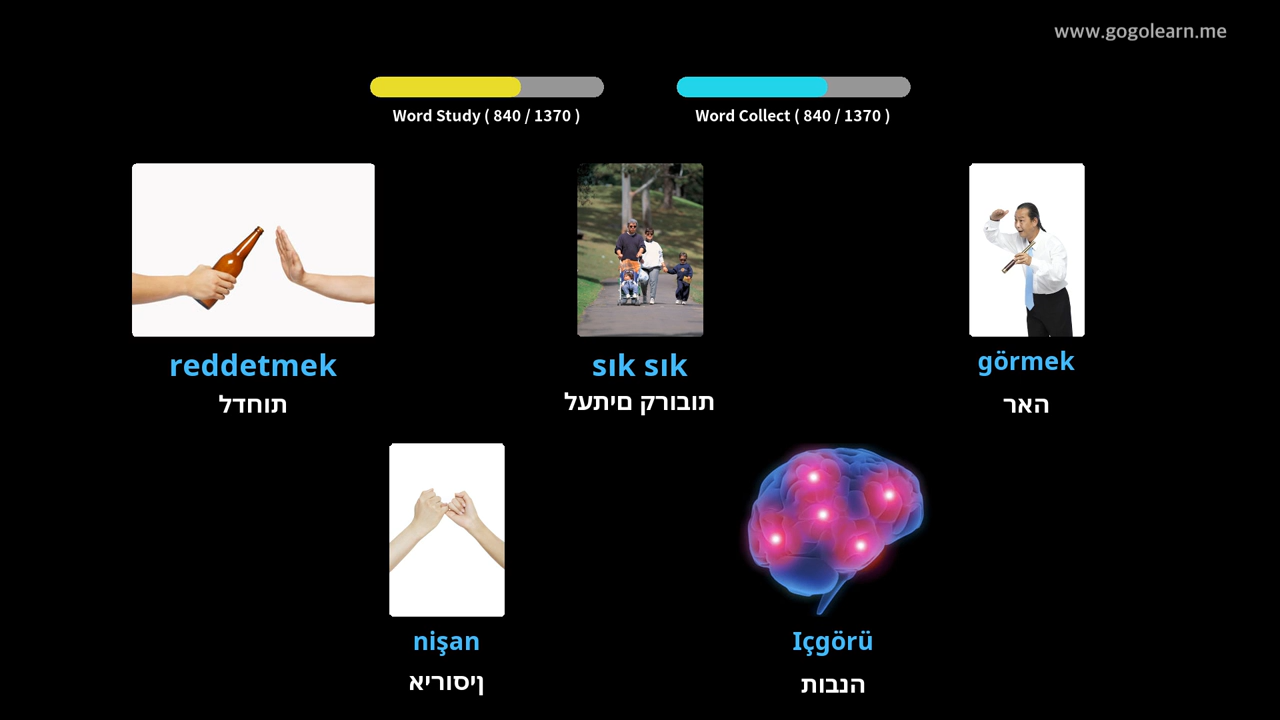 www.gogolearn.me
Word Study ( 840 / 1370 )
Word Collect ( 840 / 1370 )
reddetmek
לדחות
sık sık
לעתים קרובות
görmek
ראה
nişan
אירוסין
Içgörü
תובנה